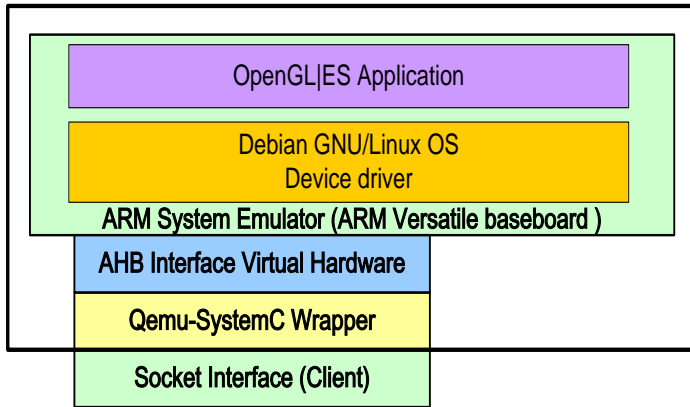 OpenGL|ES Application
Debian GNU/Linux OS
Device driver
ARM System Emulator (ARM Versatile baseboard )
AHB Interface Virtual Hardware
Qemu-SystemC Wrapper
Socket Interface (Client)